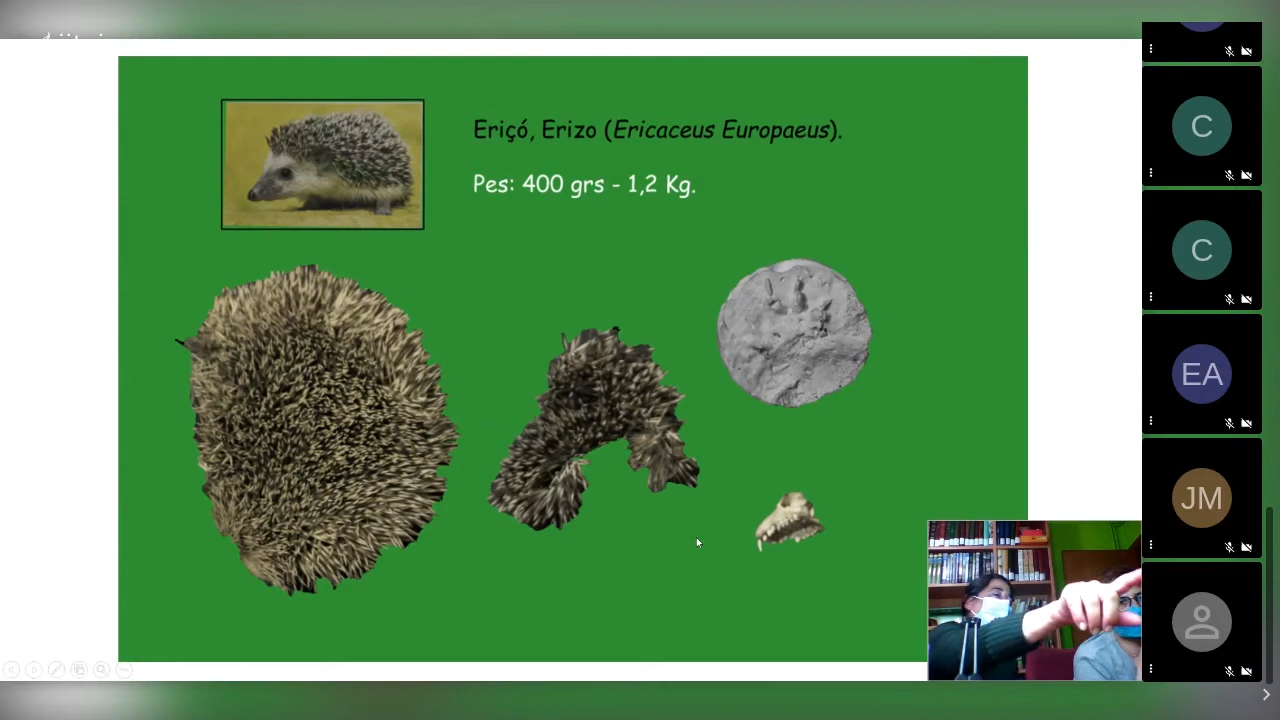 Eriçó, Erizo (Ericaceus Europaeus).
Pes: 400 grs - 1,2 Kg.
C
C
EA
JM